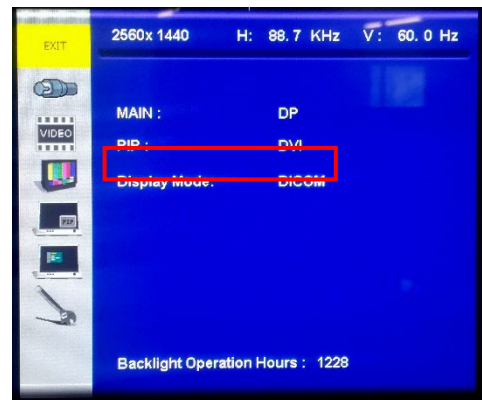 EXIT
2560x 1440 H: 88.7 KHz V: 60.0 Hz
MAIN : DP
VIDEO
PIP : DVI
Display Mode: DICOM
PIP
Backlight Operation Hours : 1228